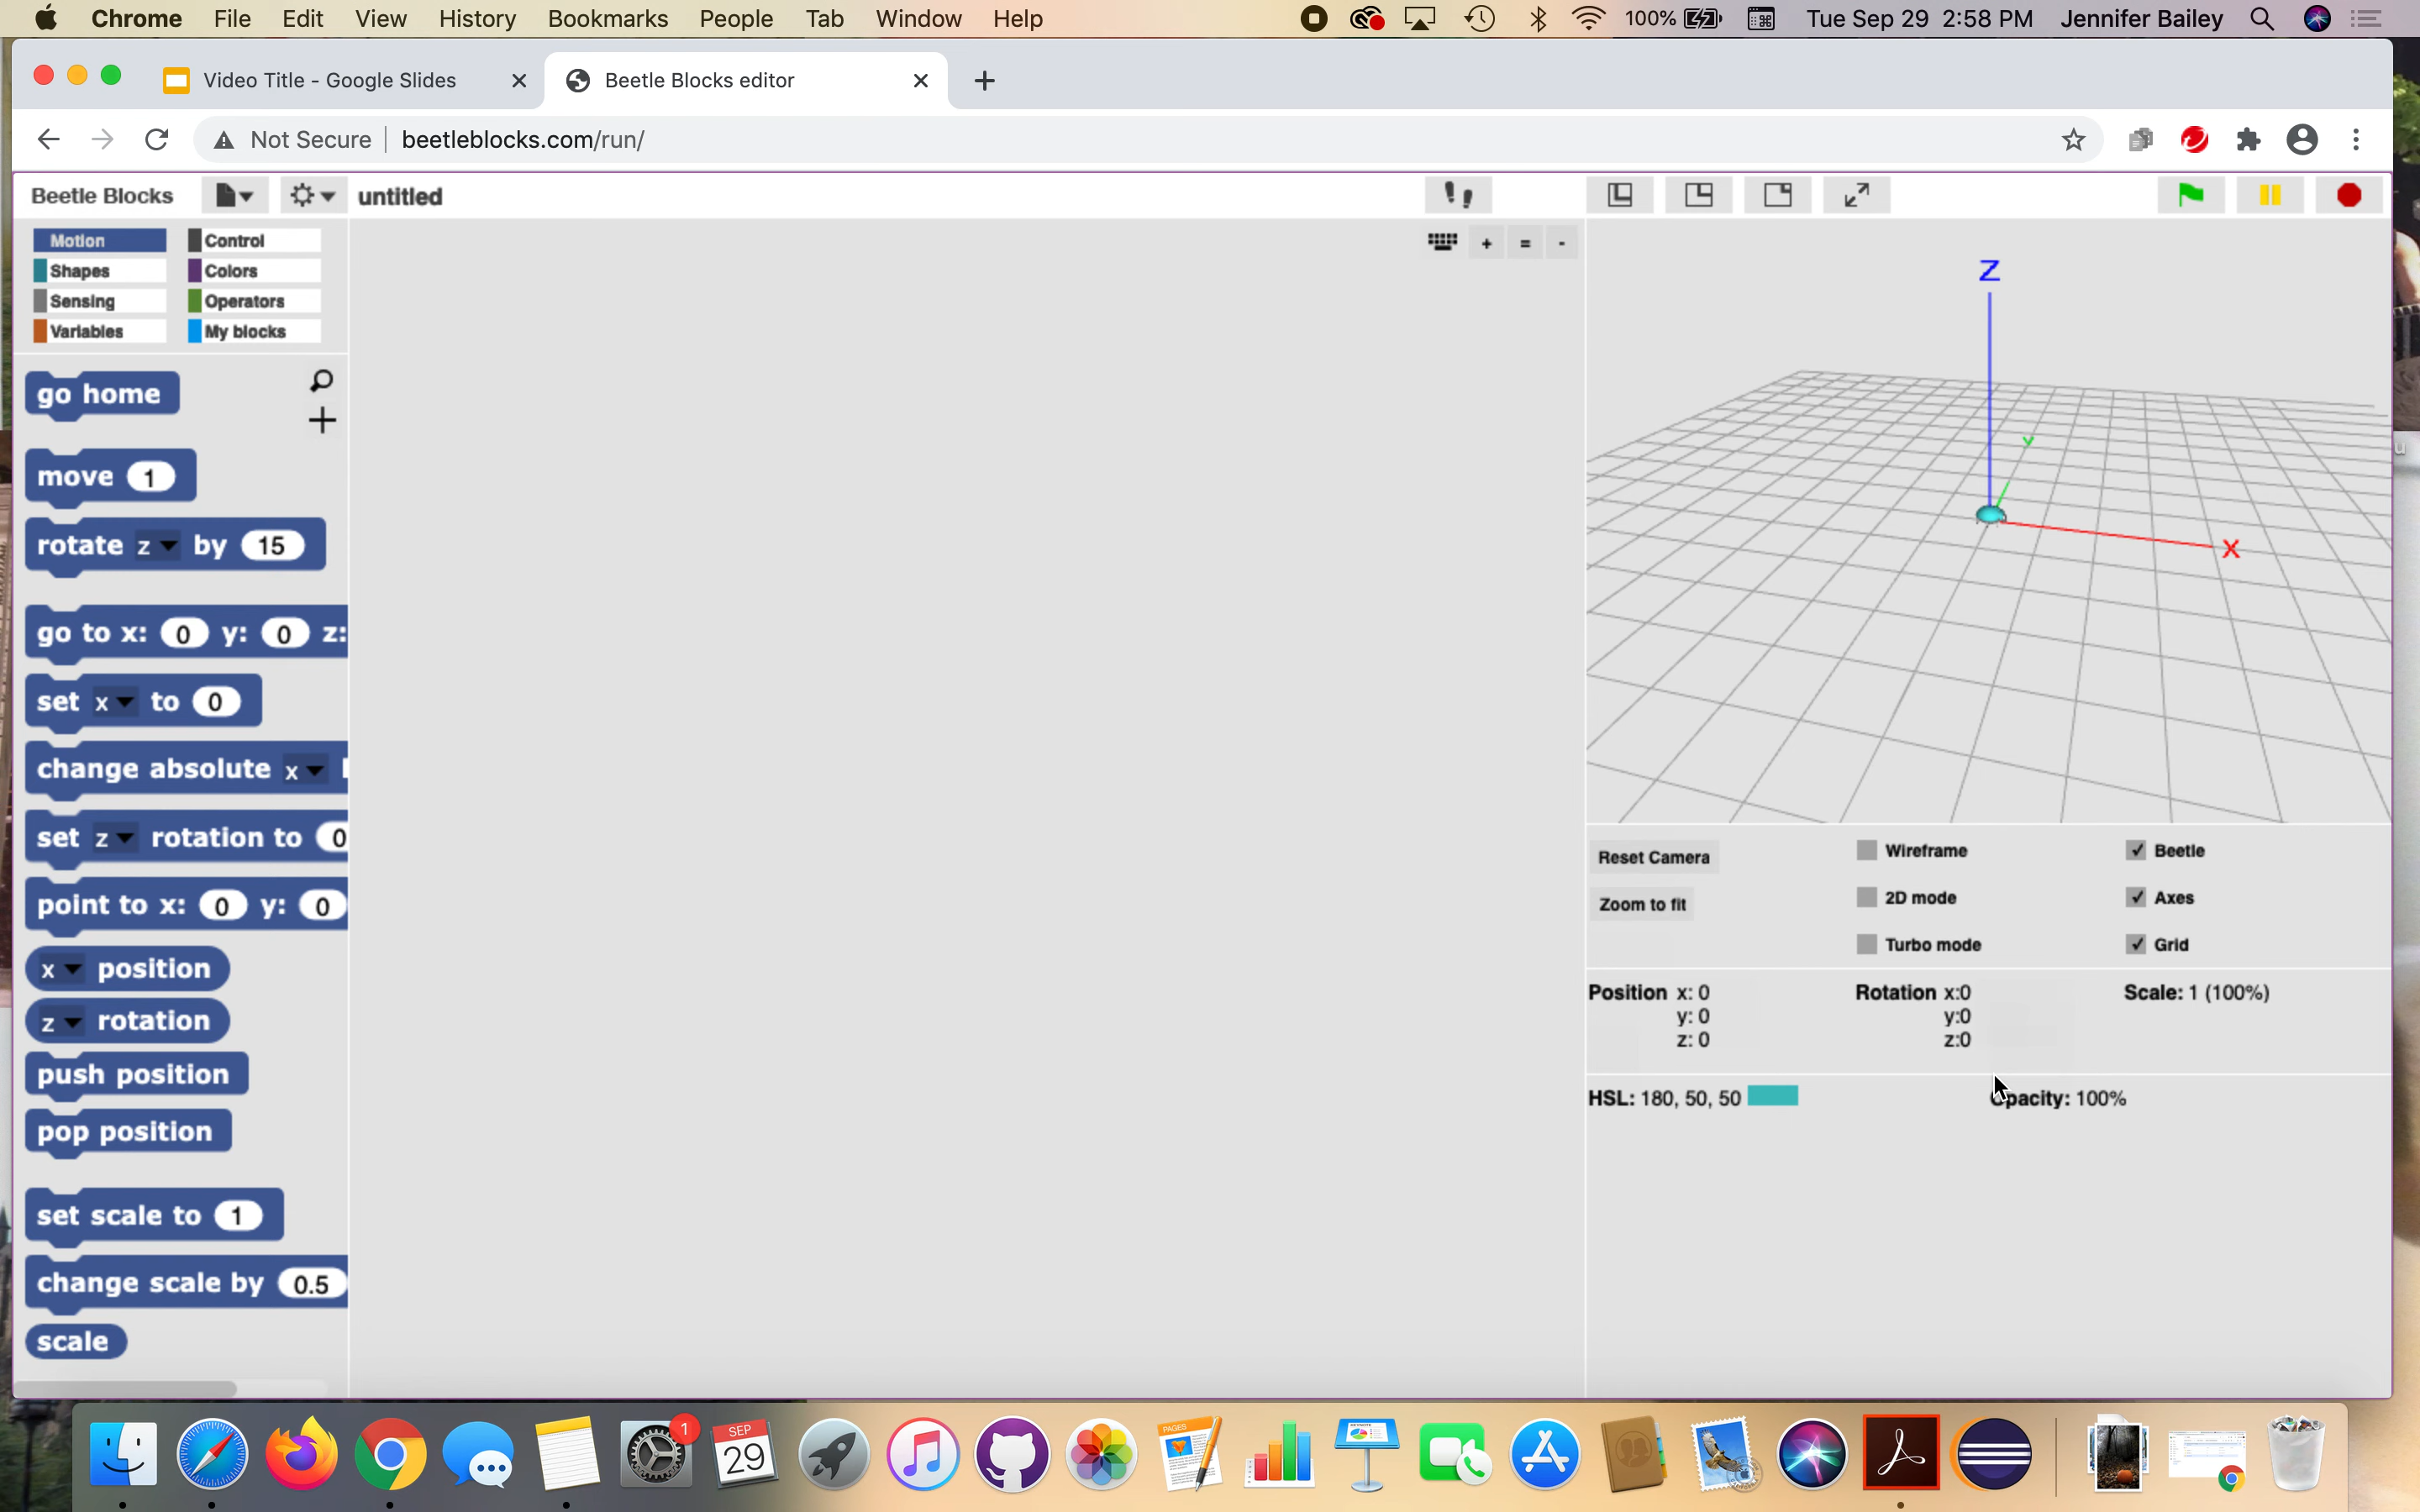 Chrome File Edit View History Bookmarks People Tab Window Help 100% Tue Sep 29 2:58 PM Jennifer Bailey
Video Title - Google Slides Beetle Blocks editor
Not Secure beetleblocks.com/run/
Beetle Blocks untitled
Motion Control
Shapes Colors
Sensing Operators
Variables My blocks
+ = -
go home
move 1
rotate z by 15
go to x: 0 y: 0 z:
set x to 0
change absolute x
set z rotation to 0
point to x: 0 y: 0
x position
z rotation
push position
pop position
set scale to 1
change scale by 0.5
scale
Z
Y
X
Reset Camera Wireframe Beetle
Zoom to fit 2D mode Axes
Turbo mode Grid
Position x: 0 Rotation x:0 Scale: 1 (100%)
y: 0 y:0
z: 0 z:0
HSL: 180, 50, 50 Opacity: 100%
1
SEP
29
PAGES
KEYNOTE
u